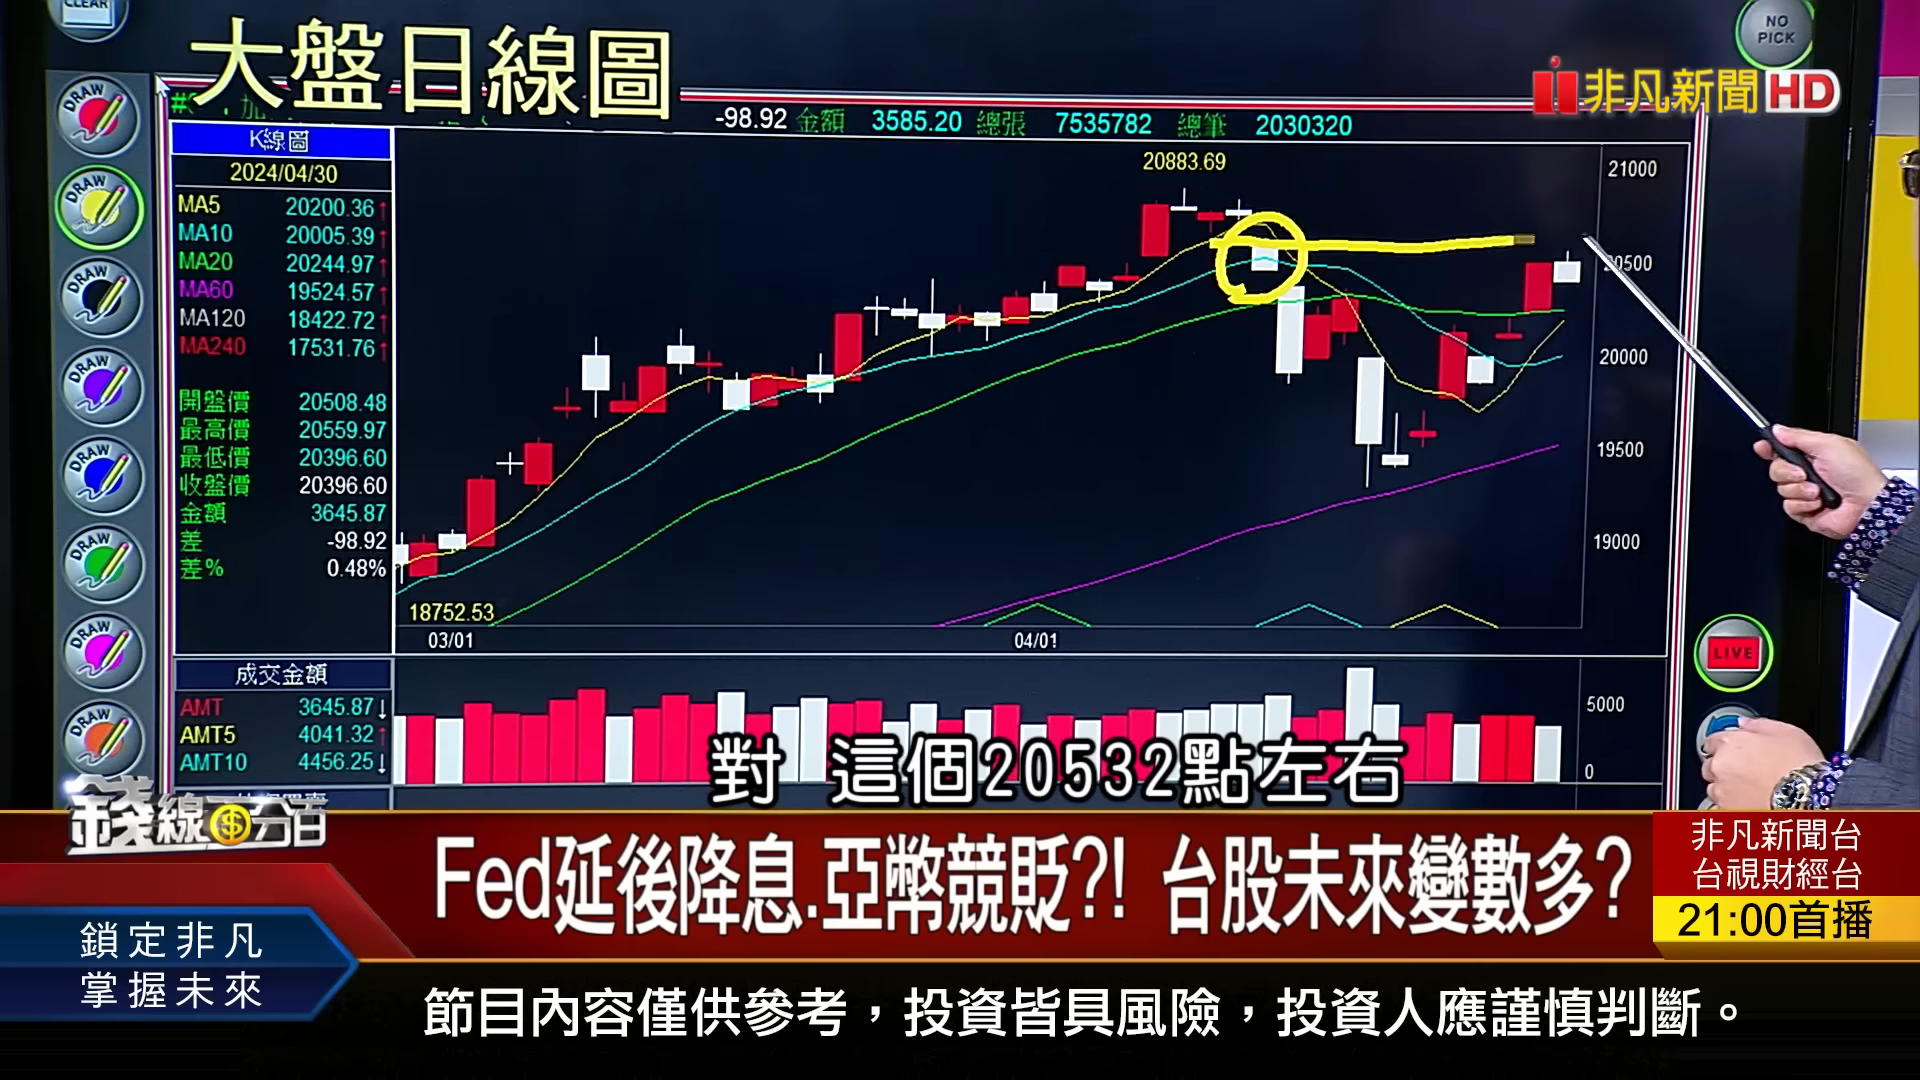 CLEAR
NO
PICK
大盤日線圖
非凡新聞HD
-98.92 金額 3585.20 總張 7535782 總筆 2030320
K線圖
2024/04/30
MA5 20200.36↑
MA10 20005.39↑
MA20 20244.97↑
MA60 19524.57↑
MA120 18422.72↑
MA240 17531.76↑
開盤價 20508.48
最高價 20559.97
最低價 20396.60
收盤價 20396.60
金額 3645.87
差 -98.92
差% 0.48%
DRAW
DRAW
DRAW
DRAW
DRAW
DRAW
DRAW
DRAW
20883.69
21000
20500
20000
19500
19000
18752.53
03/01
04/01
LIVE
成交金額
AMT 3645.87↓
AMT5 4041.32↑
AMT10 4456.25↓
5000
0
對 這個20532點左右
錢線百分百
Fed延後降息.亞幣競貶?! 台股未來變數多?
非凡新聞台
台視財經台
21:00首播
鎖定非凡
掌握未來
節目內容僅供參考，投資皆具風險，投資人應謹慎判斷。